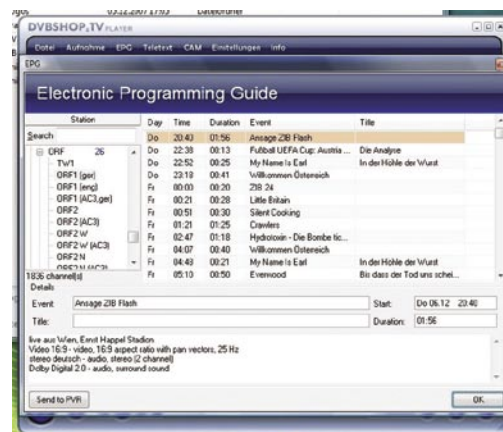 05.12.2007 17:03 Dateiordner
DVBSHOP.TV PLAYER
Datei Aufnahme EPG Teletext CAM Einstellungen Info
EPG
Electronic Programming Guide
Station
Day Time Duration Event Title
Search
ORF 26
TW1
ORF1 (ger)
ORF1 (eng)
ORF1 (AC3,ger)
ORF2
ORF2 (AC3)
ORF2 W
ORF2 W (AC3)
ORF2 N
ORF2 N (AC3)
1836 channel(s)
Do 20:40 01:56 Ansage ZIB Flash
Do 22:38 00:13 Fußball UEFA Cup: Austria ... Die Analyse
Do 22:52 00:25 My Name Is Earl In der Höhle der Wurst
Do 23:18 00:41 Willkommen Österreich
Fr 00:00 00:20 ZIB 24
Fr 00:21 00:28 Little Britain
Fr 00:51 00:30 Silent Cooking
Fr 01:21 01:25 Crawlers
Fr 02:47 01:18 Hydrotoxin - Die Bombe tic...
Fr 04:07 00:40 Willkommen Österreich
Fr 04:48 00:21 My Name Is Earl In der Höhle der Wurst
Fr 05:10 00:50 Everwood Bis dass der Tod uns schei...
Details
Event: Ansage ZIB Flash Start: Do 06.12 20:40
Title: Duration: 01:56
live aus Wien, Ernst Happel Stadion
Video 16:9 - video, 16:9 aspect ratio with pan vectors, 25 Hz
stereo deutsch - audio, stereo (2 channel)
Dolby Digital 2.0 - audio, surround sound
Send to PVR OK